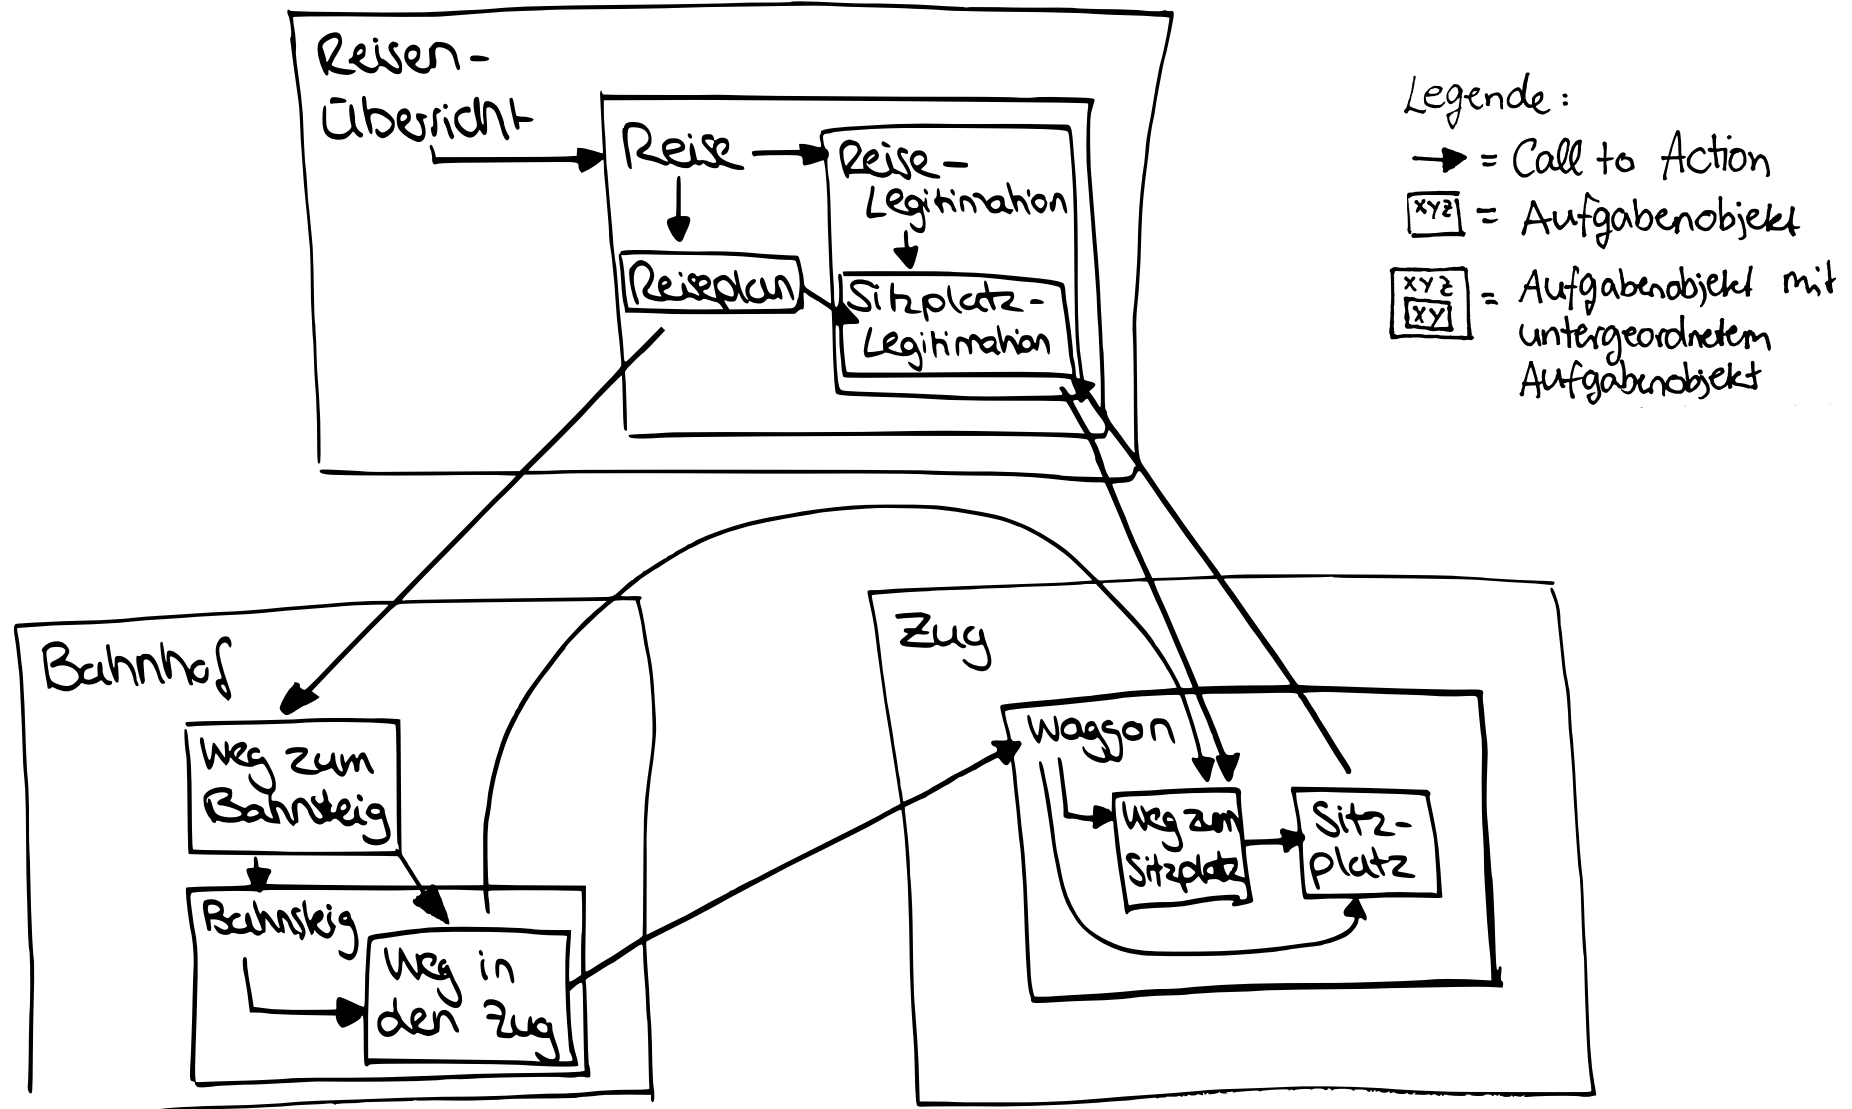 Reisen-
Übersicht
Reise
Reise-
Legitimation
Reiseplan
Sitzplatz-
Legitimation
Legende:
= Call to Action
xyz = Aufgabenobjekt
xyz
xy
= Aufgabenobjekt mit
untergeordnetem
Aufgabenobjekt
Bahnhof
Weg zum
Bahnsteig
Bahnsteig
Weg in
den Zug
Zug
Waggon
Weg zum
Sitzplatz
Sitz-
platz